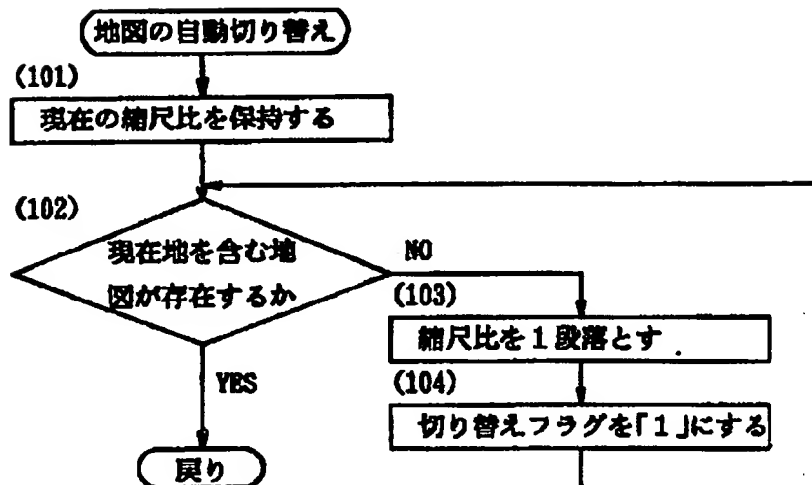 地図の自動切り替え
(101)
現在の縮尺比を保持する
(102)
現在地を含む地
図が存在するか
NO
(103)
縮尺比を1段落とす
(104)
切り替えフラグを「1」にする
YES
戻り